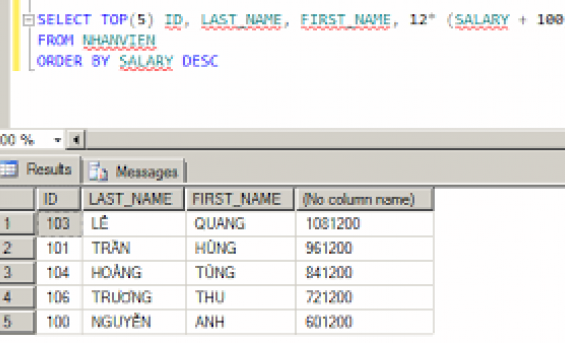 SELECT TOP(5) ID, LAST_NAME, FIRST_NAME, 12* (SALARY + 100
FROM NHANVIEN
ORDER BY SALARY DESC
00 %
Results Messages
ID LAST_NAME FIRST_NAME (No column name)
1 103 LÊ QUANG 1081200
2 101 TRẦN HÙNG 961200
3 104 HOÀNG TÙNG 841200
4 106 TRƯƠNG THU 721200
5 100 NGUYỄN ANH 601200